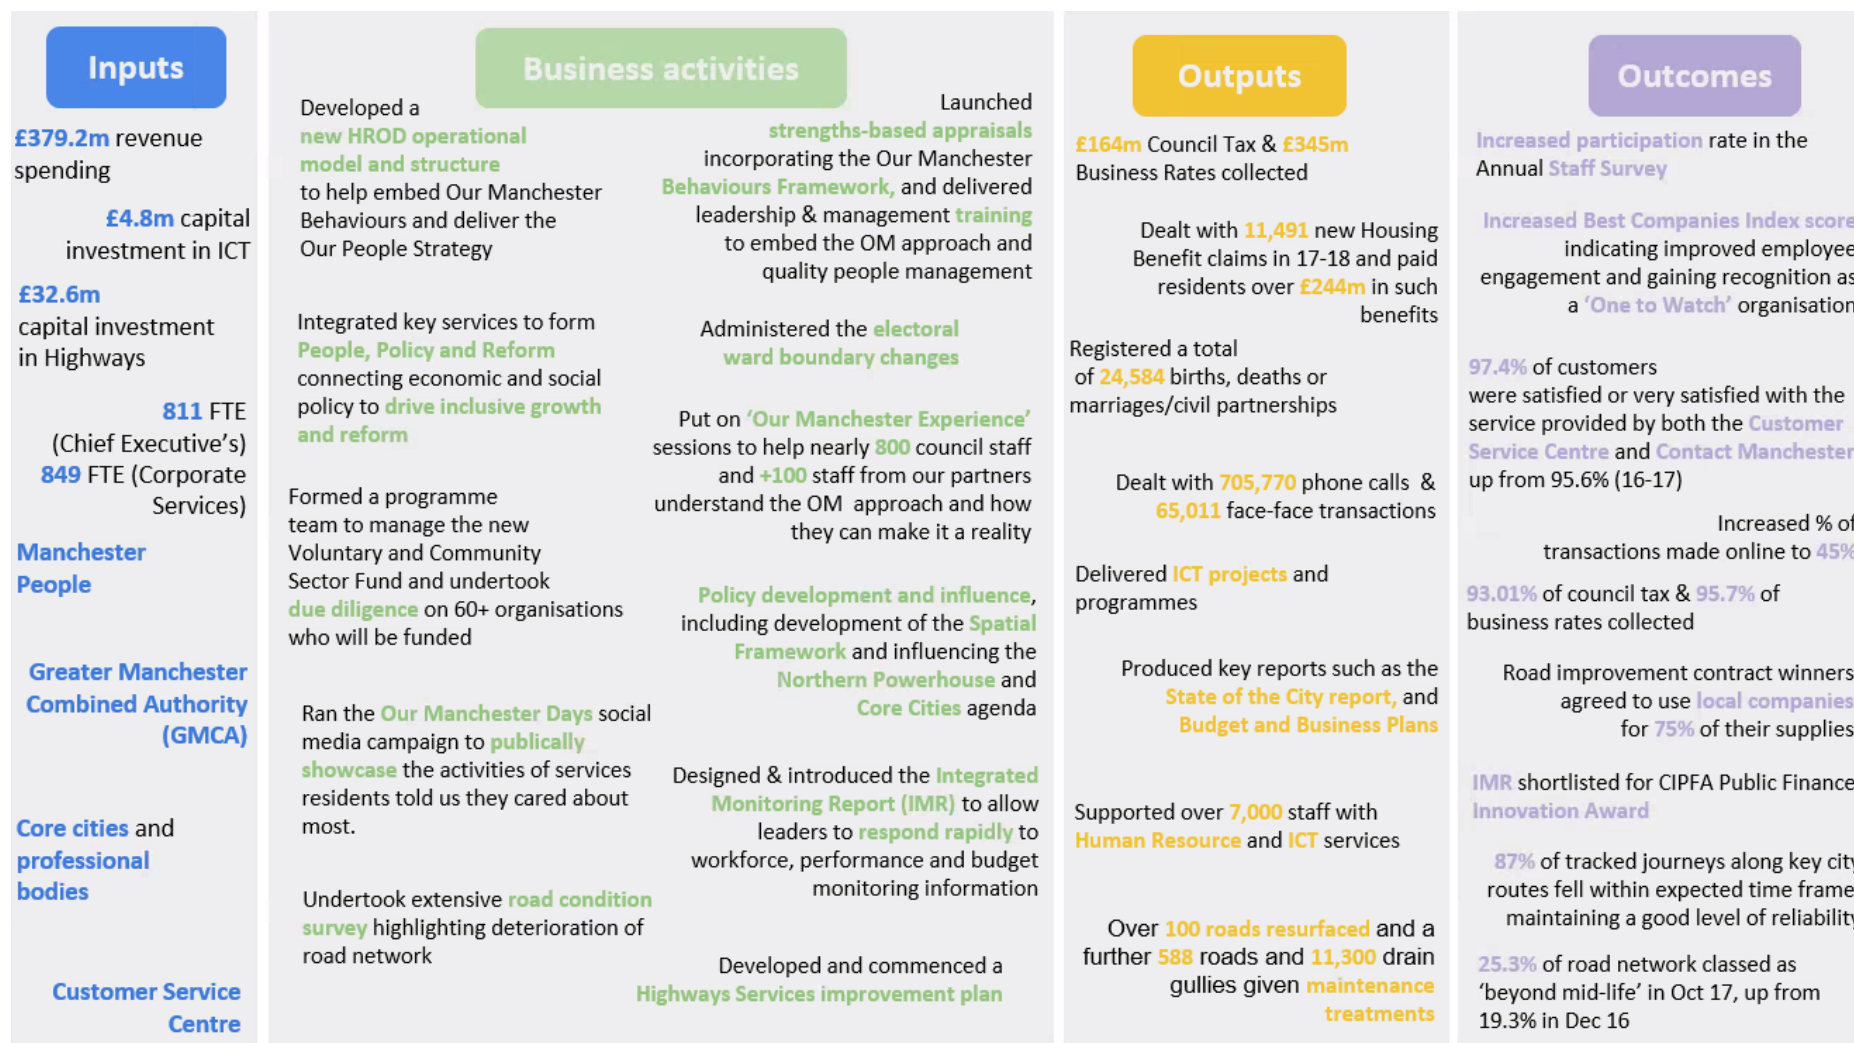 Inputs
£379.2m revenue
spending
£4.8m capital
investment in ICT
£32.6m
capital investment
in Highways
811 FTE
(Chief Executive's)
849 FTE (Corporate
Services)
Manchester
People
Greater Manchester
Combined Authority
(GMCA)
Core cities and
professional
bodies
Customer Service
Centre
Business activities
Developed a
new HROD operational
model and structure
to help embed Our Manchester
Behaviours and deliver the
Our People Strategy
Integrated key services to form
People, Policy and Reform
connecting economic and social
policy to drive inclusive growth
and reform
Formed a programme
team to manage the new
Voluntary and Community
Sector Fund and undertook
due diligence on 60+ organisations
who will be funded
Ran the Our Manchester Days social
media campaign to publically
showcase the activities of services
residents told us they cared about
most.
Undertook extensive road condition
survey highlighting deterioration of
road network
Launched
strengths-based appraisals
incorporating the Our Manchester
Behaviours Framework, and delivered
leadership & management training
to embed the OM approach and
quality people management
Administered the electoral
ward boundary changes
Put on ‘Our Manchester Experience’
sessions to help nearly 800 council staff
and +100 staff from our partners
understand the OM approach and how
they can make it a reality
Policy development and influence,
including development of the Spatial
Framework and influencing the
Northern Powerhouse and
Core Cities agenda
Designed & introduced the Integrated
Monitoring Report (IMR) to allow
leaders to respond rapidly to
workforce, performance and budget
monitoring information
Developed and commenced a
Highways Services improvement plan
Outputs
£164m Council Tax & £345m
Business Rates collected
Dealt with 11,491 new Housing
Benefit claims in 17-18 and paid
residents over £244m in such
benefits
Registered a total
of 24,584 births, deaths or
marriages/civil partnerships
Dealt with 705,770 phone calls &
65,011 face-face transactions
Delivered ICT projects and
programmes
Produced key reports such as the
State of the City report, and
Budget and Business Plans
Supported over 7,000 staff with
Human Resource and ICT services
Over 100 roads resurfaced and a
further 588 roads and 11,300 drain
gullies given maintenance
treatments
Outcomes
Increased participation rate in the
Annual Staff Survey
Increased Best Companies Index score
indicating improved employee
engagement and gaining recognition as
a ‘One to Watch’ organisation
97.4% of customers
were satisfied or very satisfied with the
service provided by both the Customer
Service Centre and Contact Manchester
up from 95.6% (16-17)
Increased % of
transactions made online to 45%
93.01% of council tax & 95.7% of
business rates collected
Road improvement contract winners
agreed to use local companies
for 75% of their supplies
IMR shortlisted for CIPFA Public Finance
Innovation Award
87% of tracked journeys along key city
routes fell within expected time frame
maintaining a good level of reliability
25.3% of road network classed as
‘beyond mid-life’ in Oct 17, up from
19.3% in Dec 16